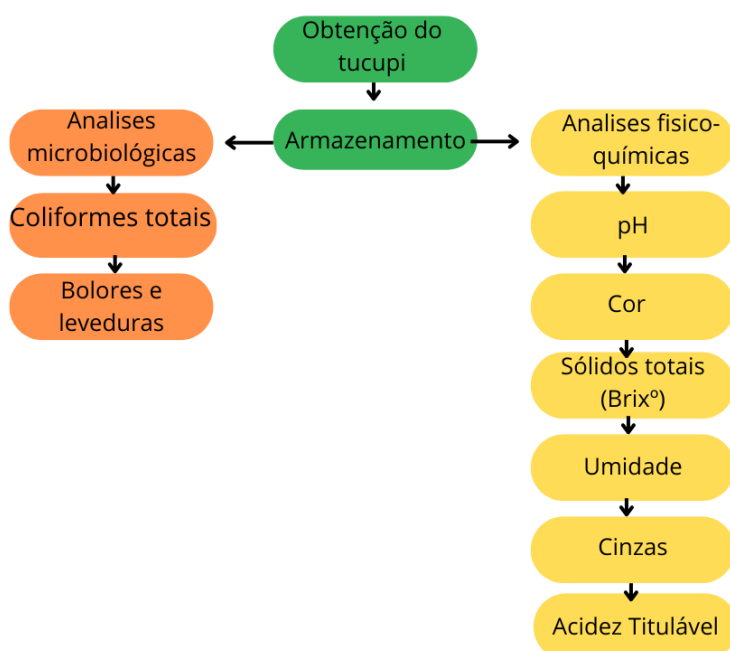 Obtenção do
tucupi
Armazenamento
Analises
microbiológicas
Coliformes totais
Bolores e
leveduras
Analises fisico-
químicas
pH
Cor
Sólidos totais
(Brixº)
Umidade
Cinzas
Acidez Titulável